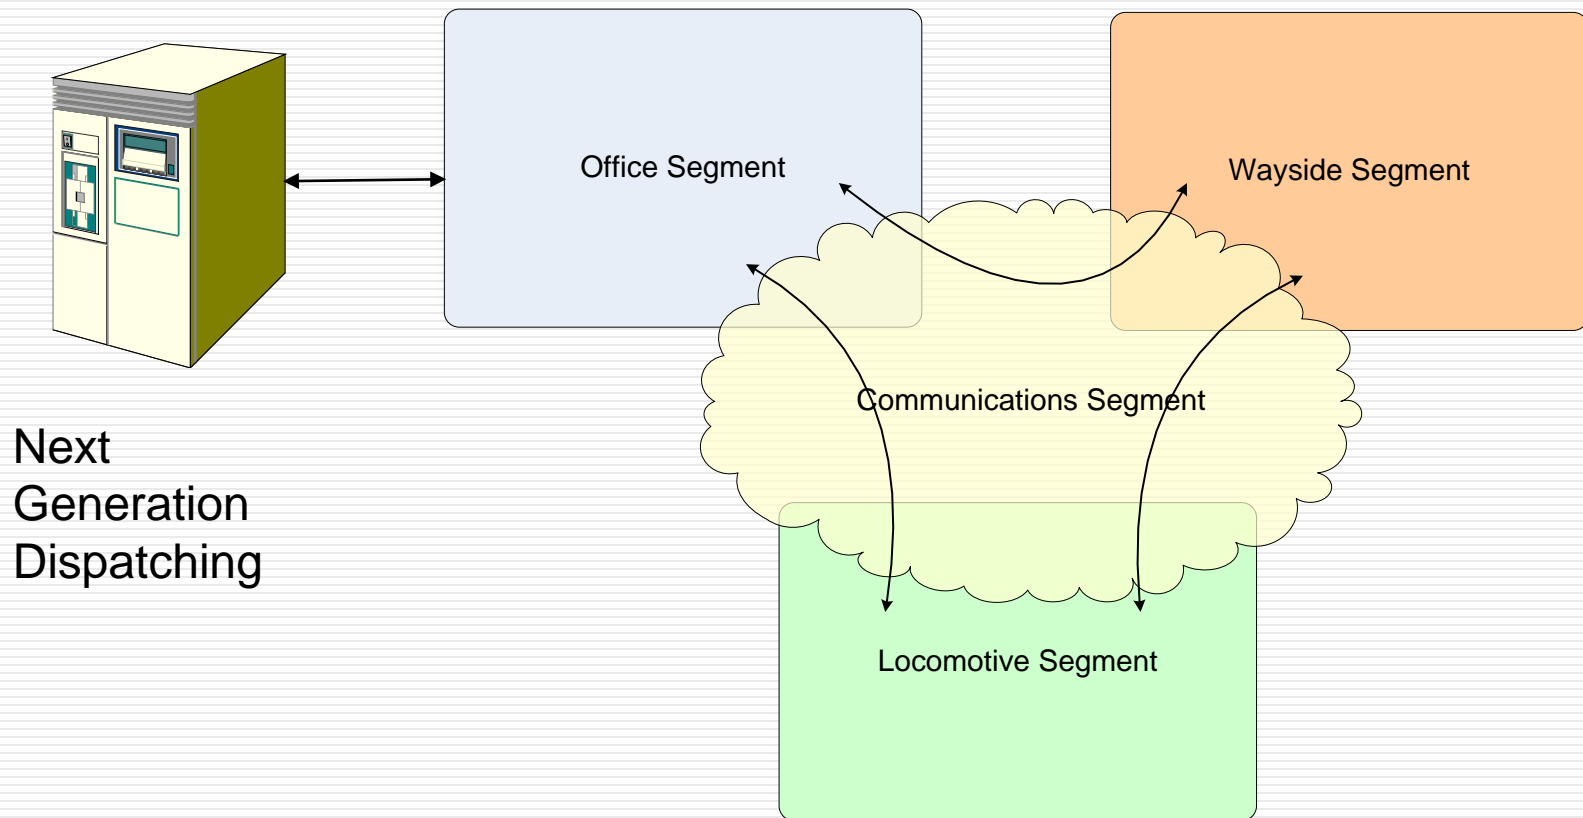 Office Segment
Wayside Segment
Communications Segment
Next
Generation
Dispatching
Locomotive Segment